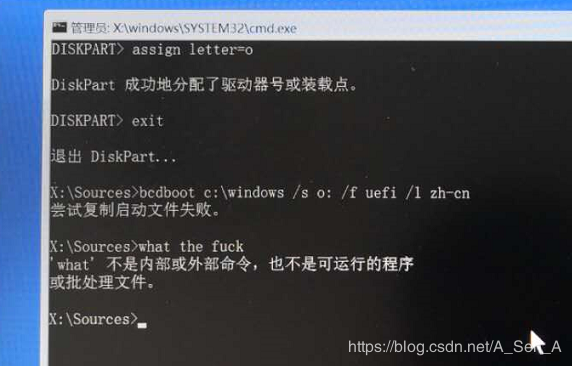 管理员: X:\windows\SYSTEM32\cmd.exe
DISKPART> assign letter=o
DiskPart 成功地分配了驱动器号或装载点。
DISKPART> exit
退出 DiskPart...
X:\Sources>bcdboot c:\windows /s o: /f uefi /l zh-cn
尝试复制启动文件失败。
X:\Sources>what the fuck
'what' 不是内部或外部命令，也不是可运行的程序
或批处理文件。
X:\Sources>
https://blog.csdn.net/A_Sen_A